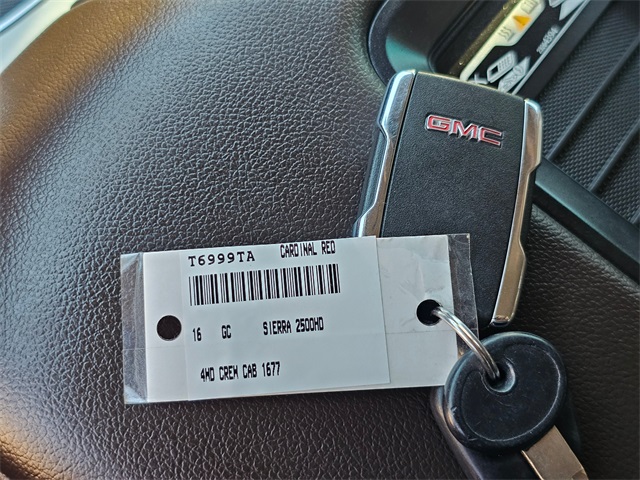 GMC
T6999TA CARDINAL RED
16 GC SIERRA 2500HD
4WD CREW CAB 1677